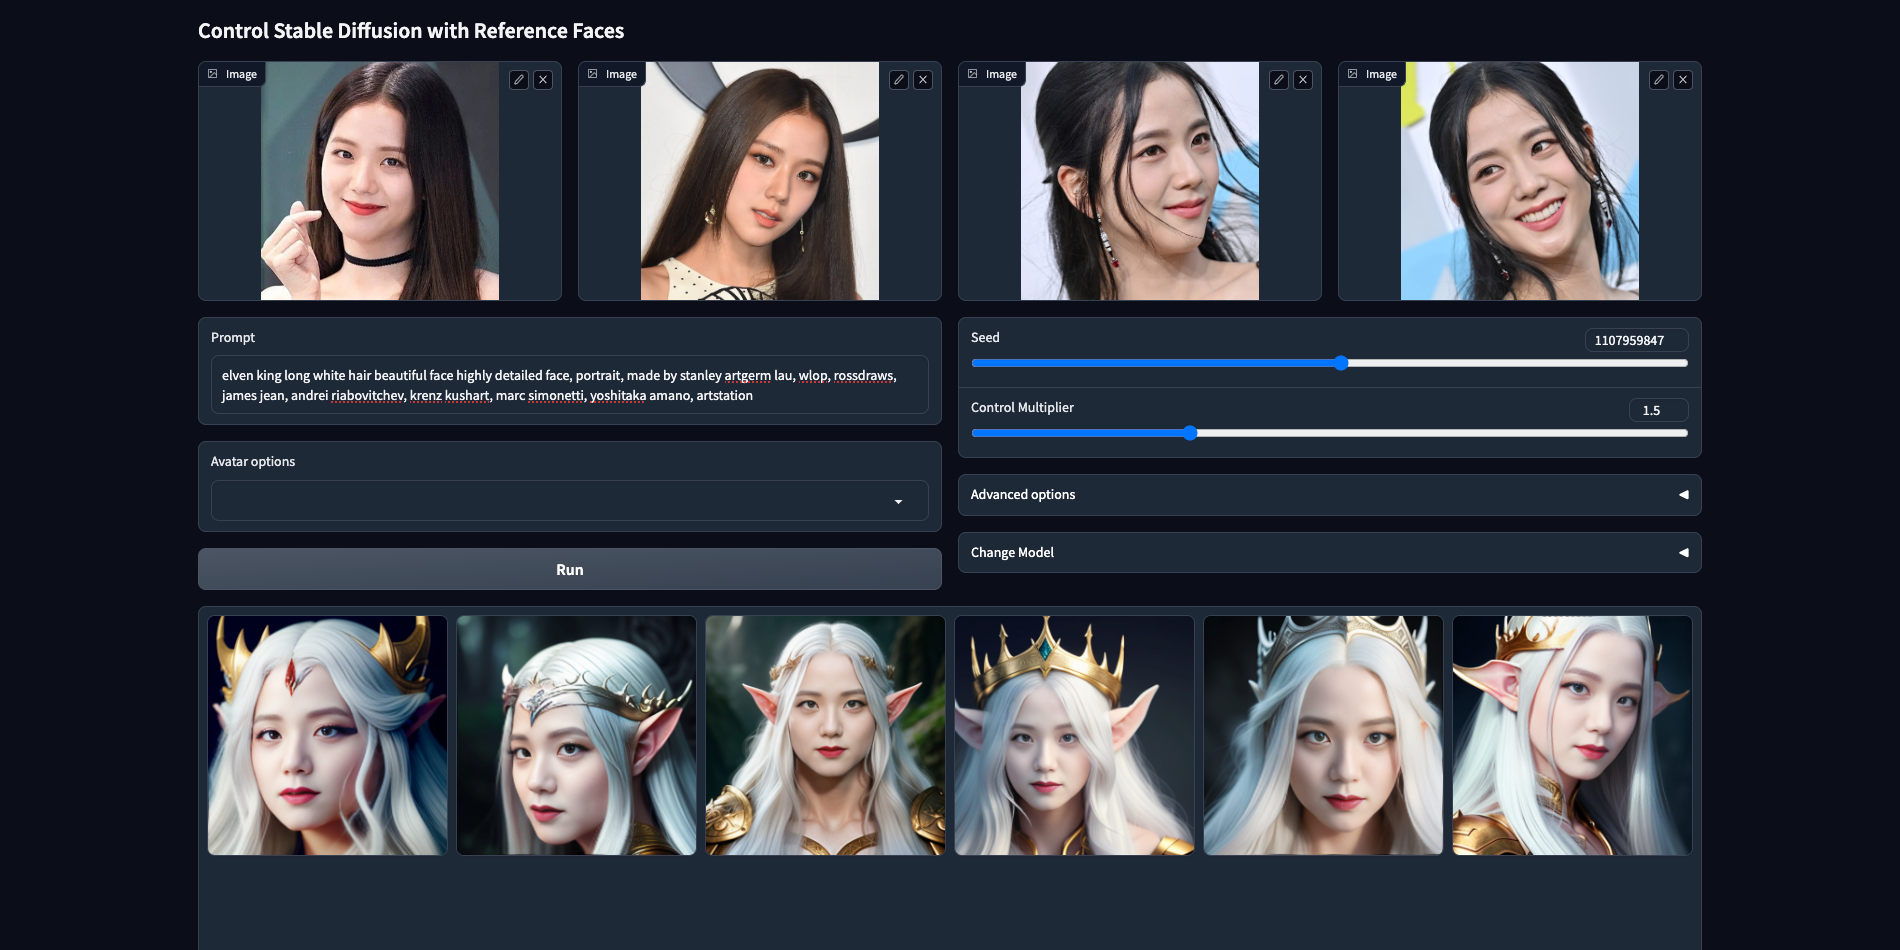 Control Stable Diffusion with Reference Faces
Image
Image
Image
Image
Prompt
elven king long white hair beautiful face highly detailed face, portrait, made by stanley artgerm lau, wlop, rossdraws,
james jean, andrei riabovitchev, krenz kushart, marc simonetti, yoshitaka amano, artstation
Avatar options
Run
Seed
1107959847
Control Multiplier
1.5
Advanced options
Change Model